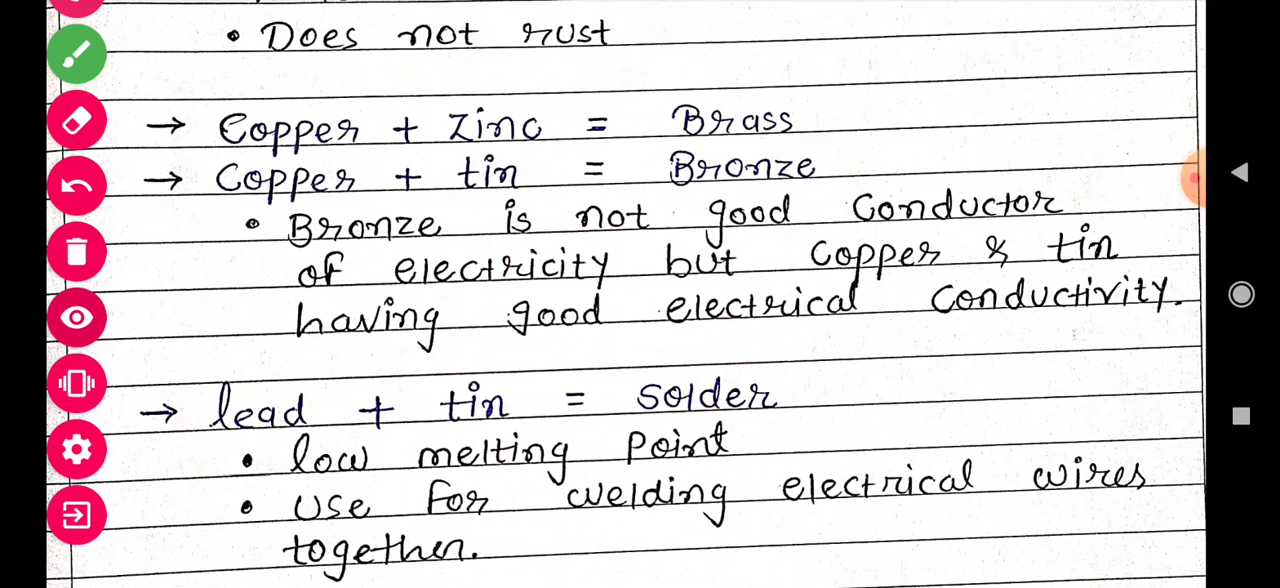 • Does not rust
→ Copper + Zinc = Brass
→ Copper + tin = Bronze
• Bronze is not good conductor
of electricity but copper & tin
having good electrical conductivity.
→ lead + tin = solder
• low melting point
• use for welding electrical wires
together.